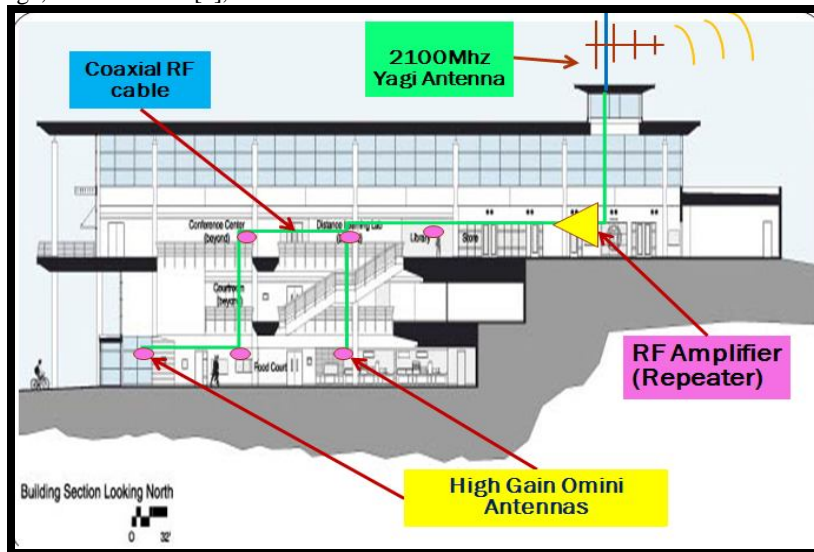 2100Mhz
Yagi Antenna
Coaxial RF
cable
Conference Center
(beyond)
Distance Learning Lab
Library
Store
Courtroom
(beyond)
RF Amplifier
(Repeater)
Food Court
High Gain Omini
Antennas
Building Section Looking North
0 32'